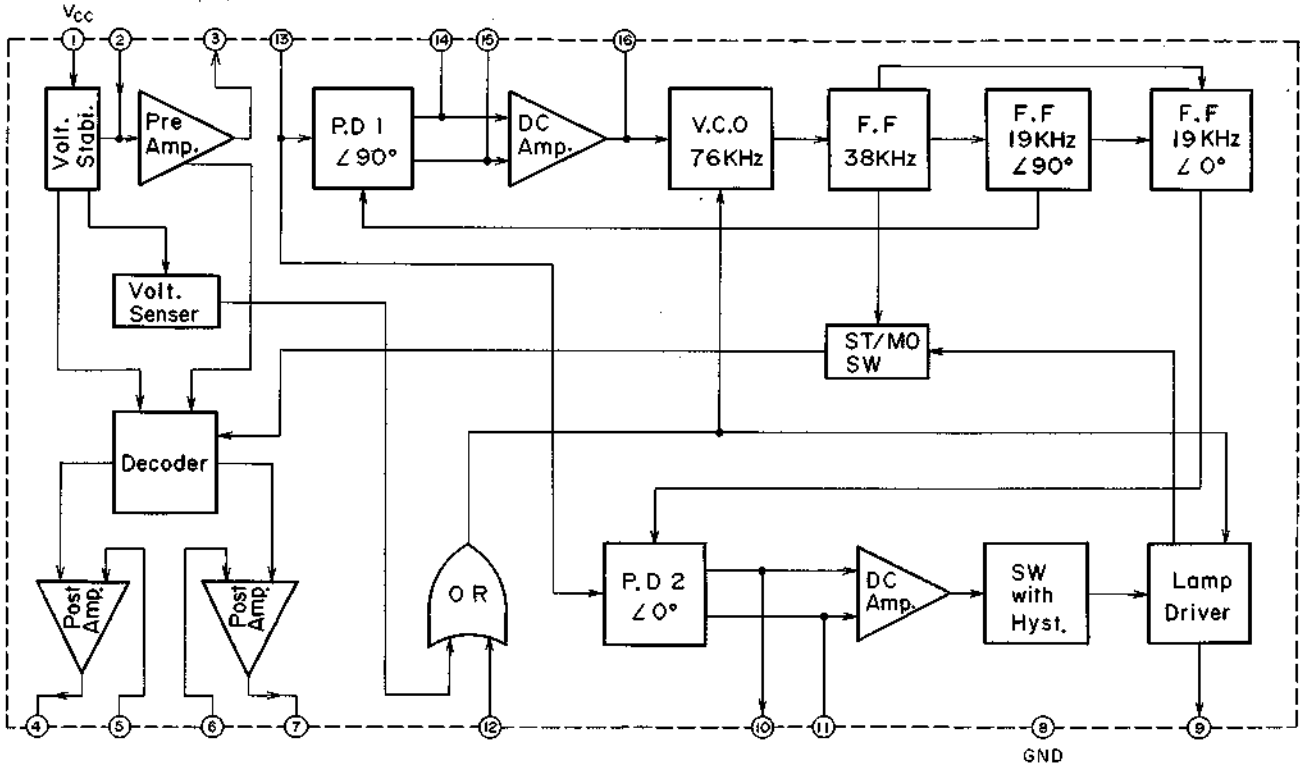 Vcc
1
2
3
13
14
15
16
Volt.
Stabi.
Pre
Amp.
P.D 1
∠90°
DC
Amp.
V.C.O
76KHz
F.F
38KHz
F.F
19KHz
∠90°
F.F
19KHz
∠0°
Volt.
Senser
ST/MO
SW
Decoder
Post
Amp.
Post
Amp.
OR
P.D 2
∠0°
DC
Amp.
SW
with
Hyst.
Lamp
Driver
4
5
6
7
12
10
11
8
9
GND